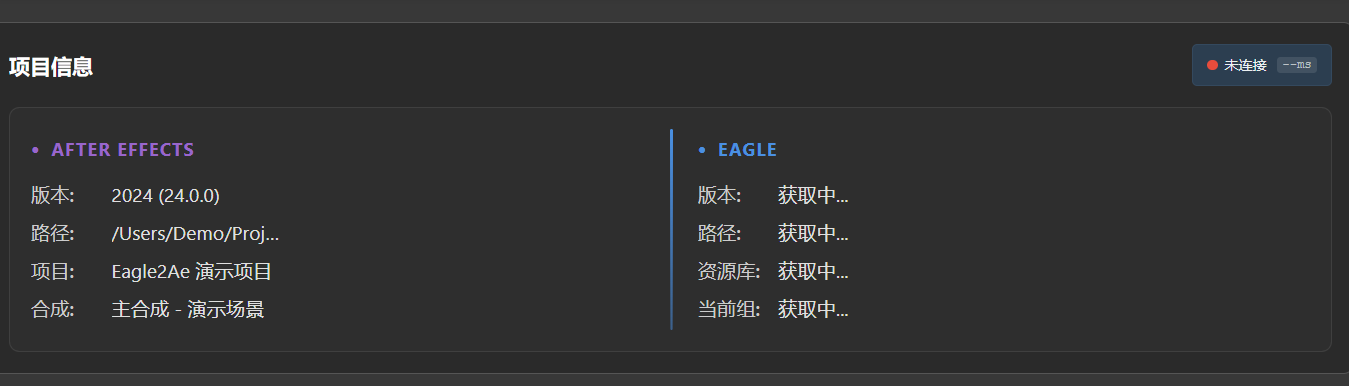 项目信息
未连接 --ms
• AFTER EFFECTS
版本: 2024 (24.0.0)
路径: /Users/Demo/Proj...
项目: Eagle2Ae 演示项目
合成: 主合成 - 演示场景
• EAGLE
版本: 获取中...
路径: 获取中...
资源库: 获取中...
当前组: 获取中...